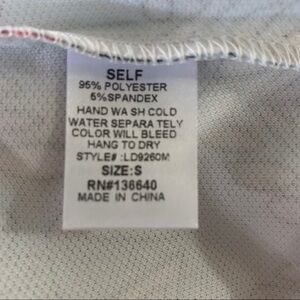 SELF
95% POLYESTER
5%SPANDEX
HAND WA SH COLD
WATER SEPARA TELY
COLOR WILL BLEED
HANG TO DRY
STYLE# :LD9260M
SIZE:S
RN#136640
MADE IN CHINA